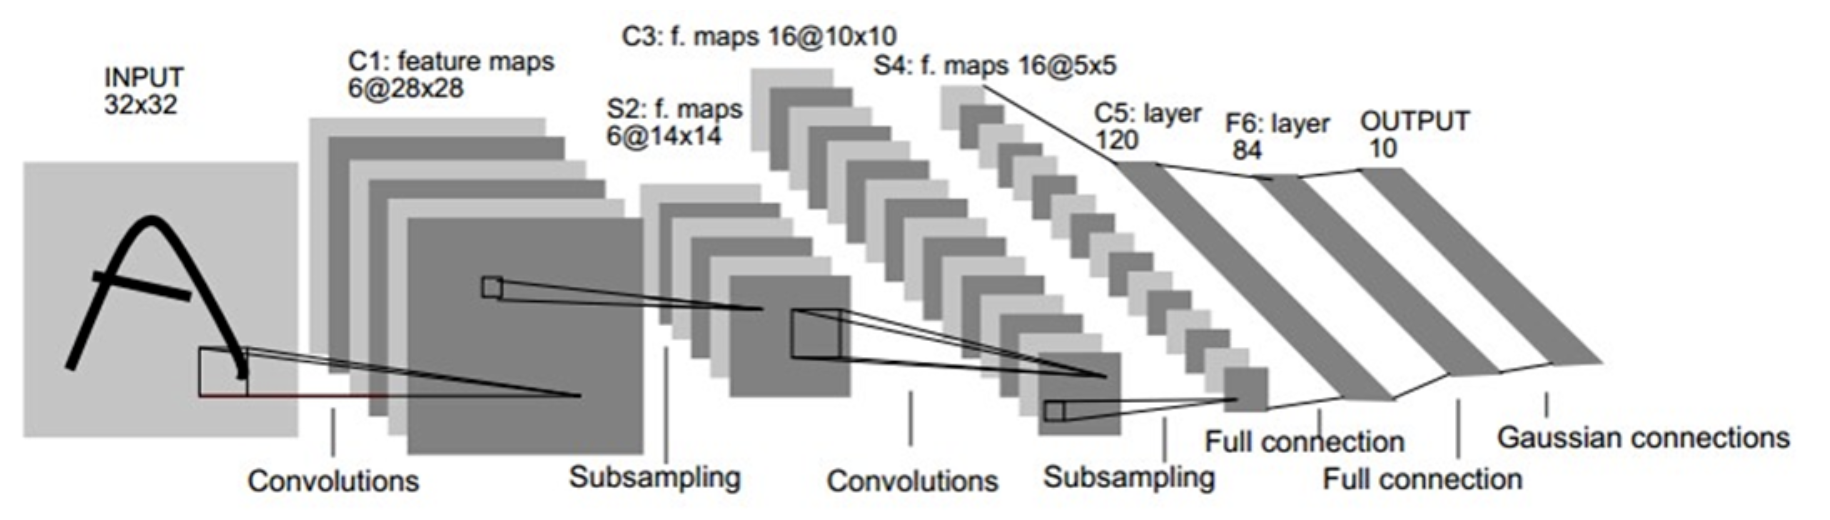 INPUT
32x32
C1: feature maps
6@28x28
S2: f. maps
6@14x14
C3: f. maps 16@10x10
S4: f. maps 16@5x5
C5: layer
120
F6: layer
84
OUTPUT
10
Convolutions
Subsampling
Convolutions
Subsampling
Full connection
Full connection
Gaussian connections